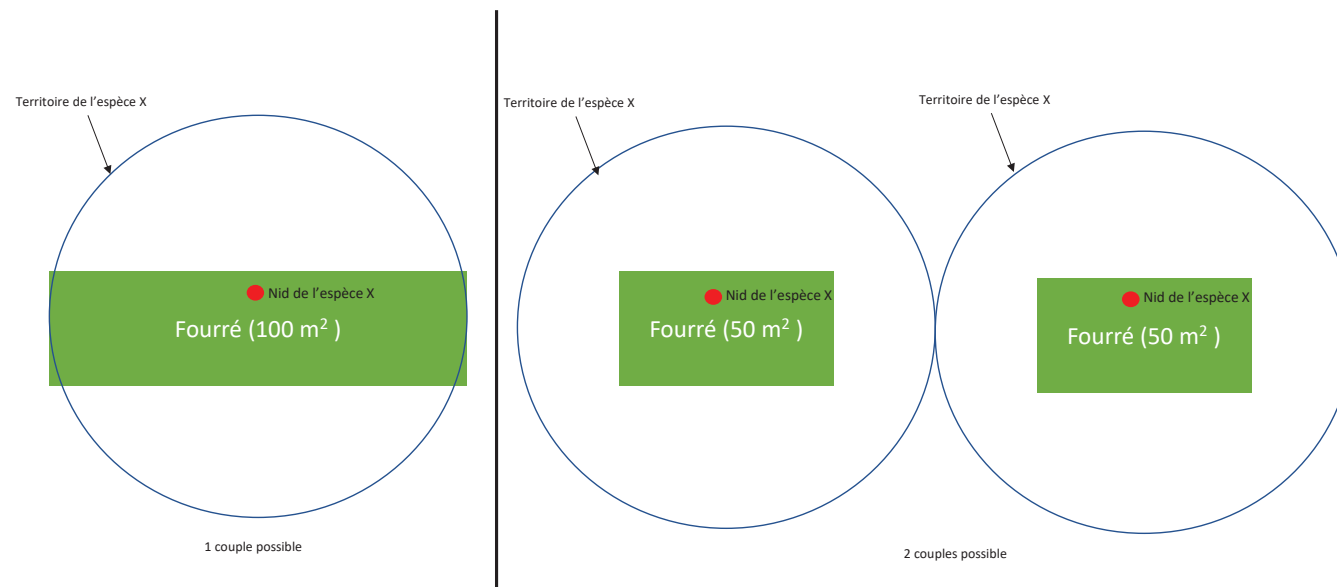 Territoire de l'espèce X
Nid de l'espèce X
Fourré (100 m²)
1 couple possible
Territoire de l'espèce X
Nid de l'espèce X
Fourré (50 m²)
Territoire de l'espèce X
Nid de l'espèce X
Fourré (50 m²)
2 couples possible